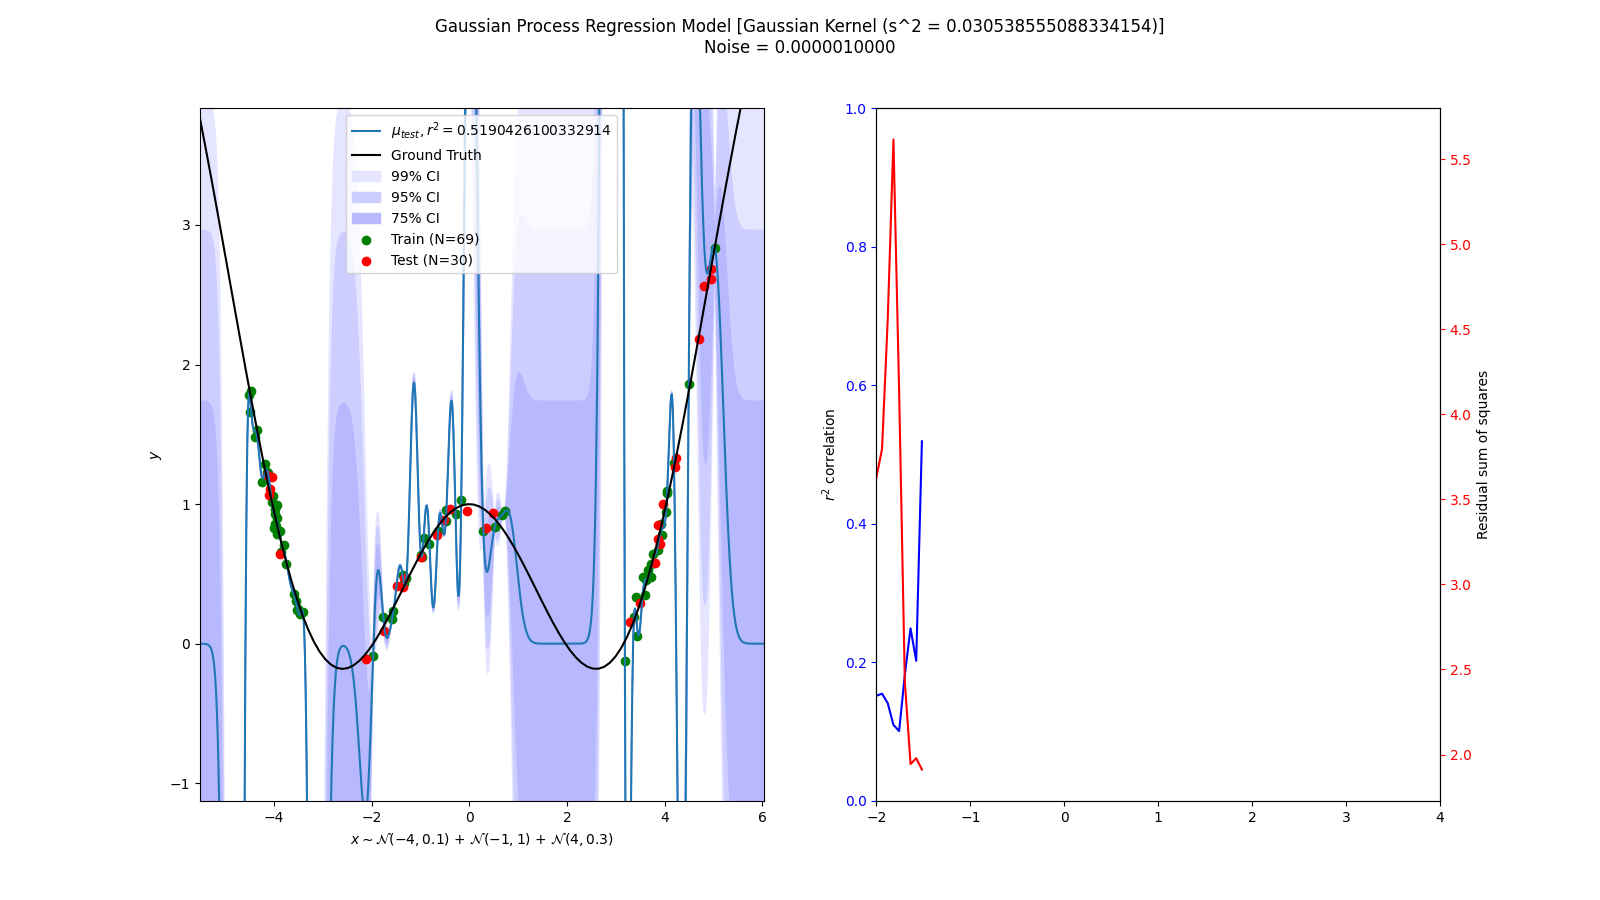 Gaussian Process Regression Model [Gaussian Kernel (s^2 = 0.030538555088334154)]
Noise = 0.0000010000
μ_test, r² = 0.5190426100332914
Ground Truth
99% CI
95% CI
75% CI
Train (N=69)
Test (N=30)
3
2
1
0
−1
y
−4
−2
0
2
4
6
x ~ 𝒩(−4, 0.1) + 𝒩(−1, 1) + 𝒩(4, 0.3)
1.0
0.8
0.6
0.4
0.2
0.0
r² correlation
−2
−1
0
1
2
3
4
5.5
5.0
4.5
4.0
3.5
3.0
2.5
2.0
Residual sum of squares